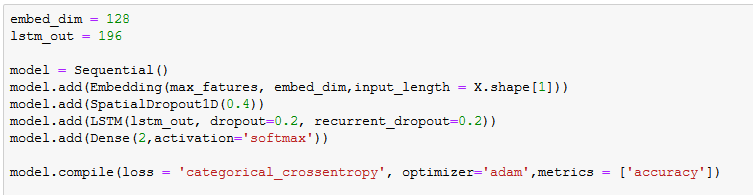 embed_dim = 128
lstm_out = 196
model = Sequential()
model.add(Embedding(max_fatures, embed_dim,input_length = X.shape[1]))
model.add(SpatialDropout1D(0.4))
model.add(LSTM(lstm_out, dropout=0.2, recurrent_dropout=0.2))
model.add(Dense(2,activation='softmax'))
model.compile(loss = 'categorical_crossentropy', optimizer='adam',metrics = ['accuracy'])